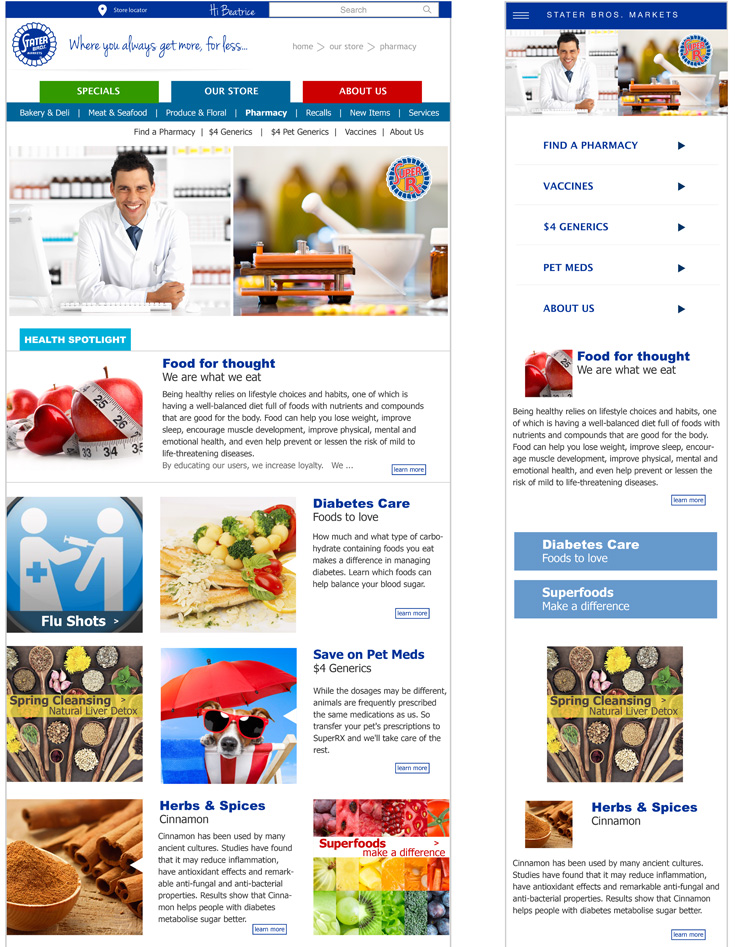 Store locator
Hi Beatrice
Search
STATER
BROS.
MARKETS
Where you always get more, for less...
home > our store > pharmacy
SPECIALS
OUR STORE
ABOUT US
Bakery & Deli | Meat & Seafood | Produce & Floral | Pharmacy | Recalls | New Items | Services
Find a Pharmacy | $4 Generics | $4 Pet Generics | Vaccines | About Us
SUPER
R
HEALTH SPOTLIGHT
Food for thought
We are what we eat
Being healthy relies on lifestyle choices and habits, one of which is
having a well-balanced diet full of foods with nutrients and compounds
that are good for the body. Food can help you lose weight, improve
sleep, encourage muscle development, improve physical, mental and
emotional health, and even help prevent or lessen the risk of mild to
life-threatening diseases.
By educating our users, we increase loyalty. We ...
learn more
25
26
33
34
35
Flu Shots >
Diabetes Care
Foods to love
How much and what type of carbo-
hydrate containing foods you eat
makes a difference in managing
diabetes. Learn which foods can
help balance your blood sugar.
learn more
Spring Cleansing >
Natural Liver Detox
Save on Pet Meds
$4 Generics
While the dosages may be different,
animals are frequently prescribed
the same medications as us. So
transfer your pet's prescriptions to
SuperRX and we'll take care of the
rest.
learn more
Herbs & Spices
Cinnamon
Cinnamon has been used by many
ancient cultures. Studies have found
that it may reduce inflammation,
have antioxidant effects and remark-
able anti-fungal and anti-bacterial
properties. Results show that Cinna-
mon helps people with diabetes
metabolise sugar better.
learn more
Superfoods >
make a difference
STATER BROS. MARKETS
SUPER
R
FIND A PHARMACY
VACCINES
$4 GENERICS
PET MEDS
ABOUT US
Food for thought
We are what we eat
Being healthy relies on lifestyle choices and habits, one
of which is having a well-balanced diet full of foods with
nutrients and compounds that are good for the body.
Food can help you lose weight, improve sleep, encour-
age muscle development, improve physical, mental and
emotional health, and even help prevent or lessen the
risk of mild to life-threatening diseases.
learn more
Diabetes Care
Foods to love
Superfoods
Make a difference
Spring Cleansing >
Natural Liver Detox
Herbs & Spices
Cinnamon
Cinnamon has been used by many ancient cultures.
Studies have found that it may reduce inflammation,
have antioxidant effects and remarkable anti-fungal and
anti-bacterial properties. Results show that Cinnamon
helps people with diabetes metabolise sugar better.
learn more